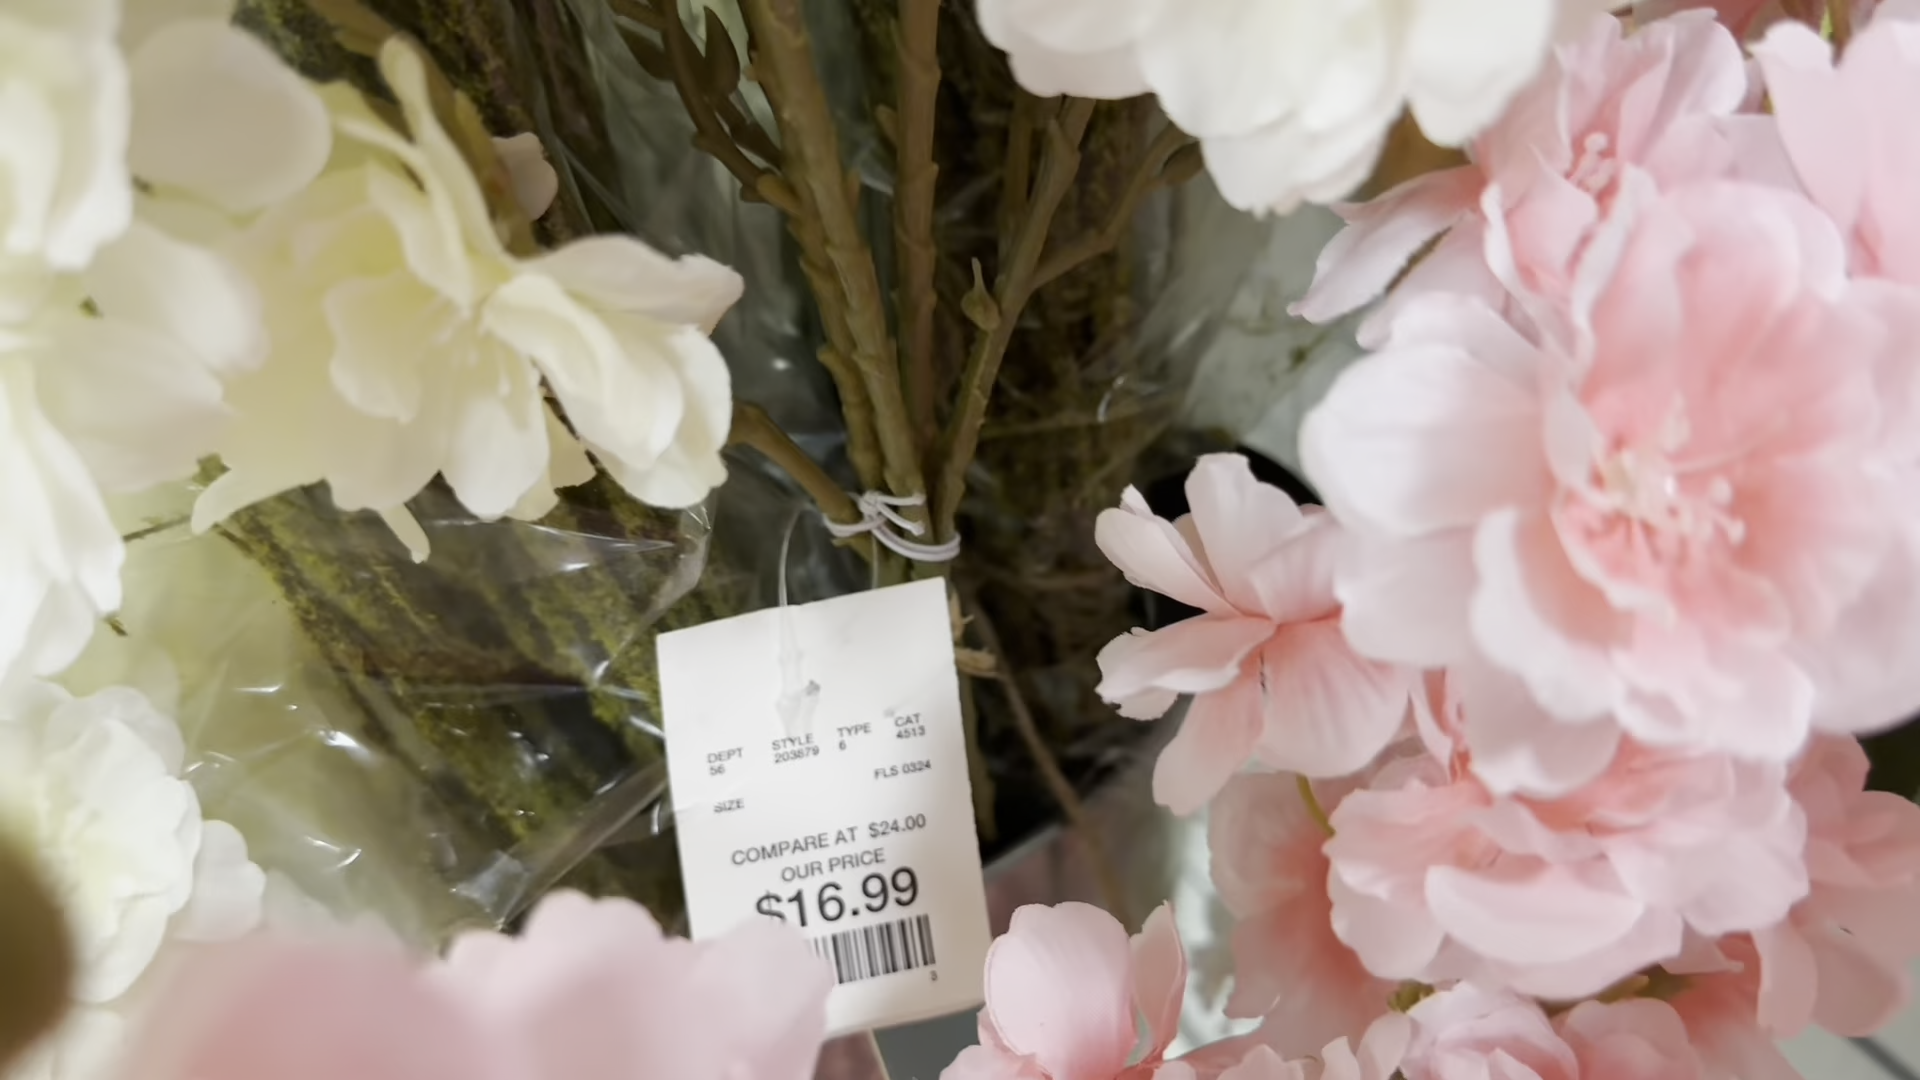 DEPT STYLE TYPE CAT
56 203879 6 4513
FLS 0324
SIZE
COMPARE AT $24.00
OUR PRICE
$16.99
3